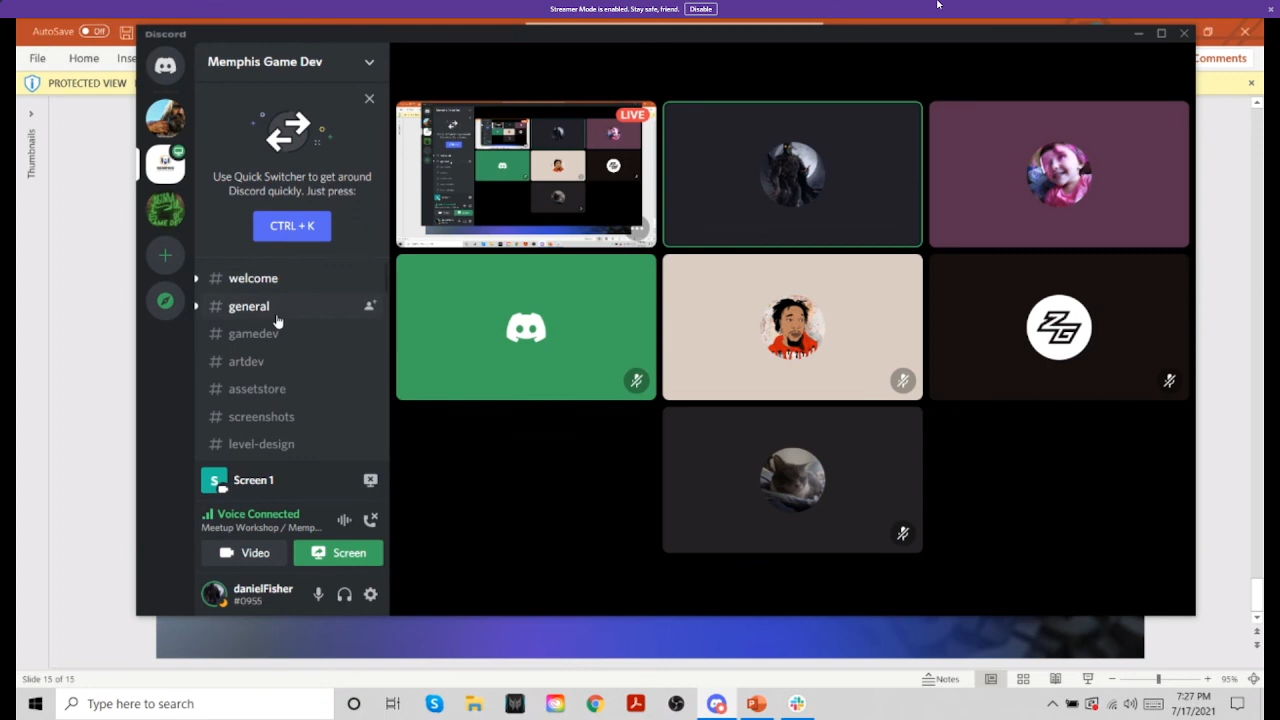 Streamer Mode is enabled. Stay safe, friend. Disable
AutoSave Off
Discord
File Home Inse
Comments
PROTECTED VIEW
Thumbnails
Memphis Game Dev
Use Quick Switcher to get around
Discord quickly. Just press:
CTRL + K
LIVE
# welcome
# general
# gamedev
# artdev
# assetstore
# screenshots
# level-design
S Screen 1
Voice Connected
Meetup Workshop / Memp...
Video Screen
danielFisher
#0955
ZG
Slide 15 of 15
Notes
95%
Type here to search
7:27 PM
7/17/2021